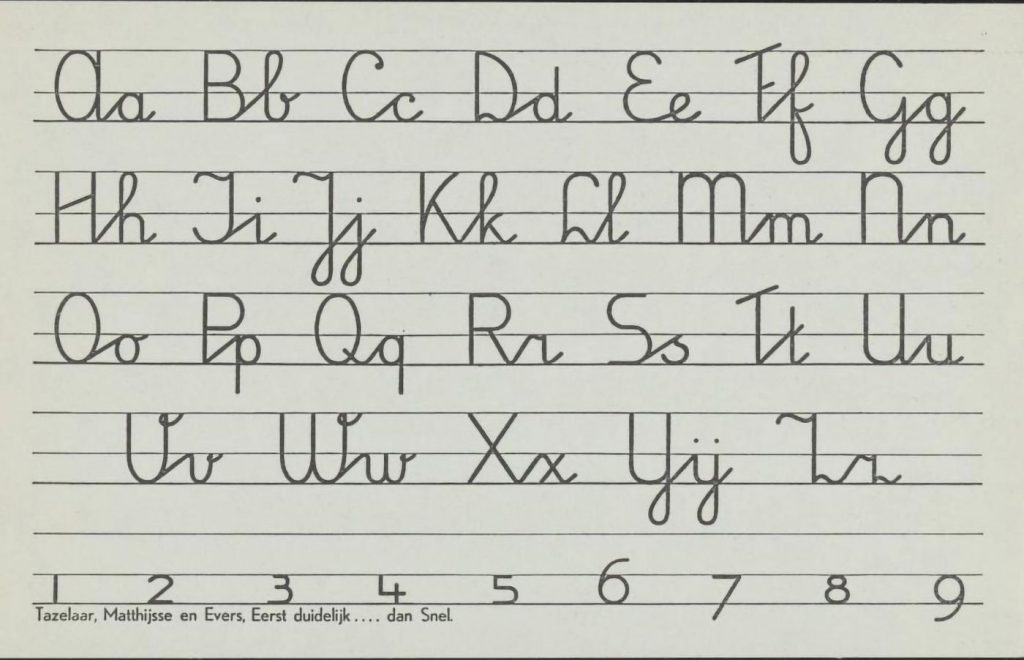 Aa Bb Cc Dd Ee Ff Gg
Hh Ii Jj Kk Ll Mm Nn
Oo Pp Qq Rr Ss Tt Uu
Vv Ww Xx Yij Zz
1 2 3 4 5 6 7 8 9
Tazelaar, Matthijsse en Evers, Eerst duidelijk.... dan Snel.